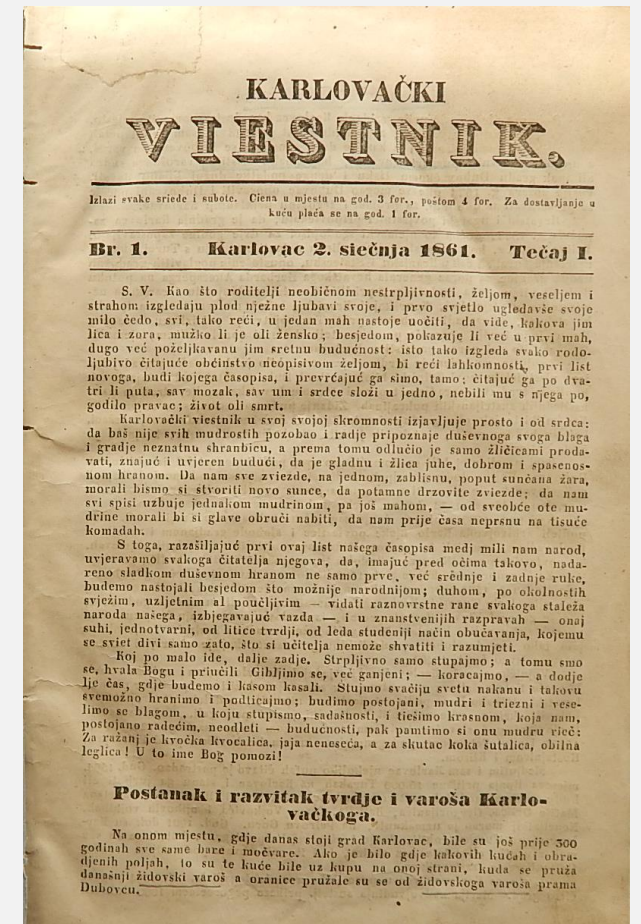 KARLOVAČKI
VIESTNIK.
Izlazi svake sriede i subote. Ciena u mjestu na god. 3 for., poštom 4 for. Za dostavljanje u
kuću plaća se na god. 1 for.
Br. 1. Karlovac 2. siečnja 1861. Tečaj I.
S. V. Kao što roditelji neobičnom nestrpljivnosti, željom, veseljem i
strahom izgledaju plod nježne ljubavi svoje, i prvo svjetlo ugledavše svoje
milo čedo, svi, tako reći, u jedan mah nastoje uočiti, da vide, kakova jim
lica i zora, mužko li je oli žensko; besjedom, pokazuje li već u prvi mah,
dugo već poželjkavanu jim sretnu budućnost: isto tako izgleda svako rodo-
ljubivo čitajuće obćinstvo neopisivom željom, bi reći lahkomnosti, prvi list
novoga, budi kojega časopisa, i prevrćajuć ga simo, tamo; čitajuć ga po dva-
tri li puta, sav mozak, sav um i srdce složi u jedno, nebili mu s njega po,
godilo pravac; život oli smrt.
Karlovački viestnik u svoj svojoj skromnosti izjavljuje prosto i od srdca:
da baš nije svih mudrostih pozobao i radje pripoznaje duševnoga svoga blaga
i gradje neznatnu shranbicu, a prema tomu odlučio je samo žličicami proda-
vati, znajuć i uvjeren budući, da je gladnu i žlica juhe, dobrom i spasenos-
nom hranom. Da nam sve zviezde, na jednom, zablisnu, poput sunčana žara,
morali bismo si stvoriti novo sunce, da potamne drzovite zviezde; da nam
svi spisi uzbuje jednakom mudrinom, pa još mahom, — od sveobće ote mu-
drine morali bi si glave obruči nabiti, da nam prije časa neprsnu na tisuće
komadah.
S toga, razašiljajuć prvi ovaj list našega časopisa medj mili nam narod,
uvjeravamo svakoga čitatelja njegova, da, imajuć pred očima takovo, nada-
reno sladkom duševnom hranom ne samo prve, već srědnje i zadnje ruke,
budemo nastojali besjedom što možnije narodnijom; duhom, po okolnostih
svježim, uzljetnim al poučljivim — vidati raznovrstne rane svakoga staleža
naroda našega, izbjegavajuć vazda — i u znanstvenijih razpravah — onaj
suhi, jednotvarni, od litice tvrdji, od leda studeniji način obučavanja, kojemu
se sviet divi samo zato, što si učitelja nemože shvatiti i razumjeti.
Koj po malo ide, dalje zadje. Strpljivno samo stupajmo; a tomu smo
se, hvala Bogu i priučili Gibljimo se, već ganjeni; — koracajmo, — a dodje
lje čas, gdje budemo i kasom kasali. Stujmo svačiju svetu nakanu i takovu
svemožno hranimo i podticajmo; budimo postojani, mudri i triezni i vese-
limo se blagom, u koju stupismo, sadašnosti, i tiešimo krasnom, koja nam,
postojano radećim, neodleti — budućnosti, pak pamtimo si onu mudru rieč:
Za ražanj je kvočka kvocalica, jaja neneseća, a za skutac koka šutalica, obilna
leglica! U to ime Bog pomozi!
Postanak i razvitak tvrdje i varoša Karlo-
vačkoga.
Na onom mjestu, gdje danas stoji grad Karlovac, bile su još prije 300
godinah sve same bare i močvare. Ako je bilo gdje kakovih kućah i obra-
djenih poljah, to su te kuće bile uz kupu na onoj strani, kuda se pruža
današnji židovski varoš a oranice pružale su se od židovskoga varoša prama
Dubovcu.